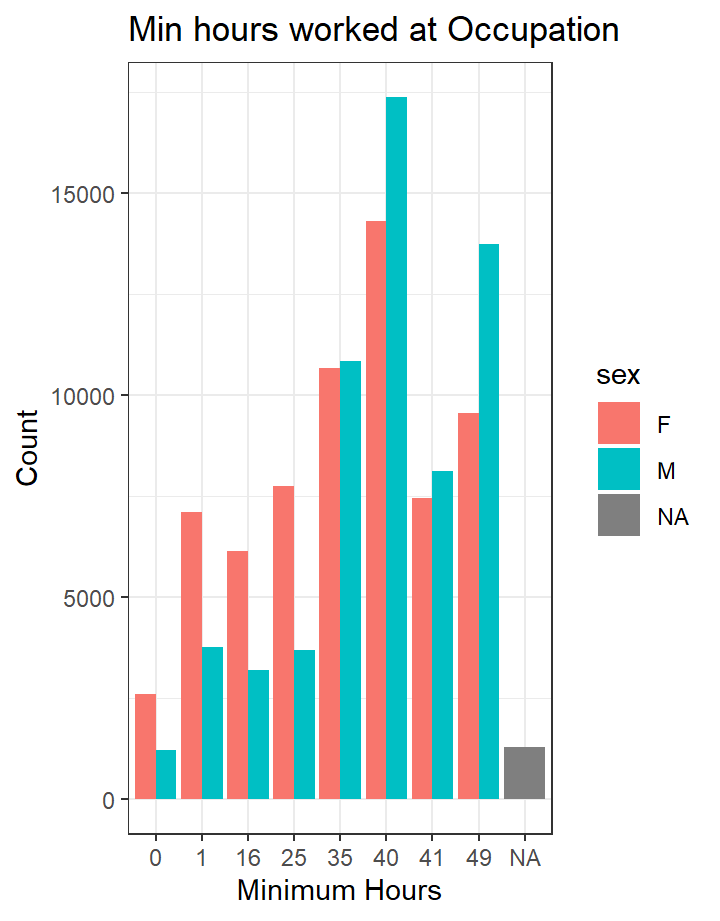 Min hours worked at Occupation
15000
10000
5000
0
Count
0 1 16 25 35 40 41 49 NA
Minimum Hours
sex
F
M
NA